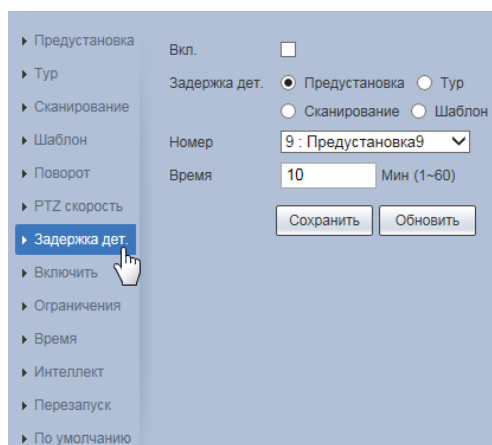 Предустановка
Тур
Сканирование
Шаблон
Поворот
PTZ скорость
Задержка дет.
Включить
Ограничения
Время
Интеллект
Перезапуск
По умолчанию
Вкл.
Задержка дет. Предустановка Тур
Сканирование Шаблон
Номер 9 : Предустановка9
Время 10 Мин (1~60)
Сохранить Обновить